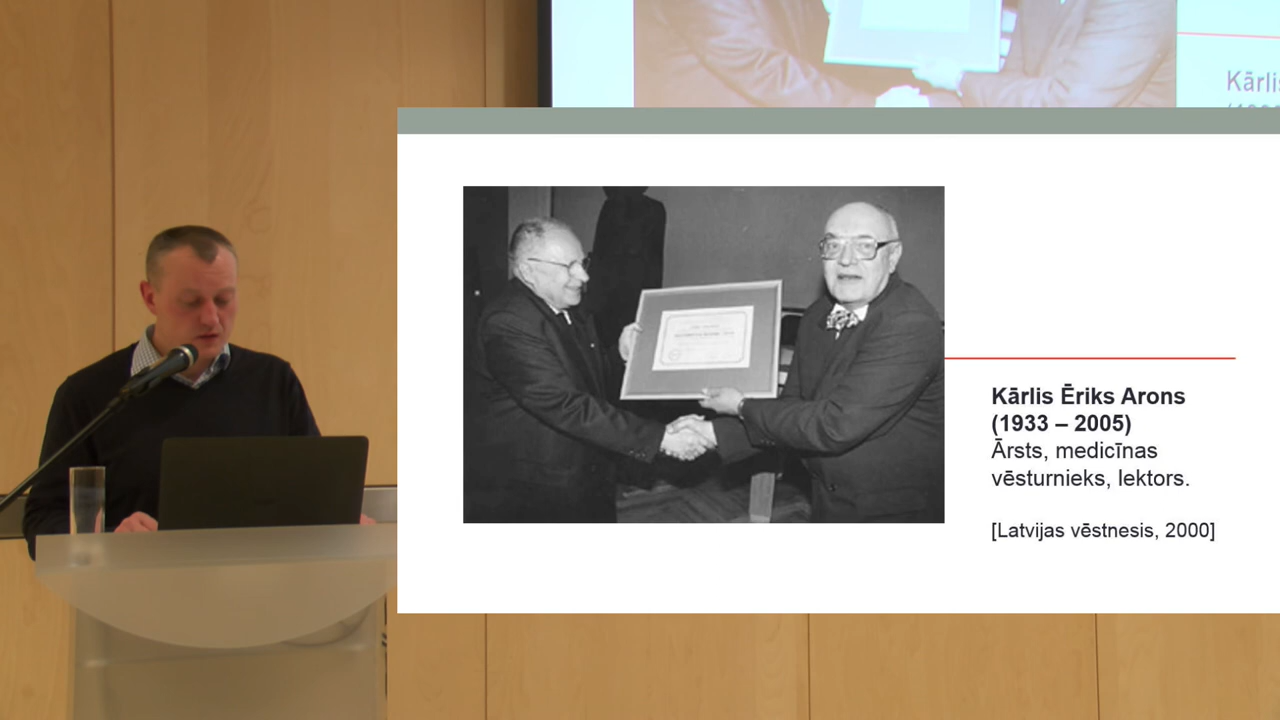 Kārlis
Kārlis Ēriks Arons
(1933 – 2005)
Ārsts, medicīnas
vēsturnieks, lektors.
[Latvijas vēstnesis, 2000]